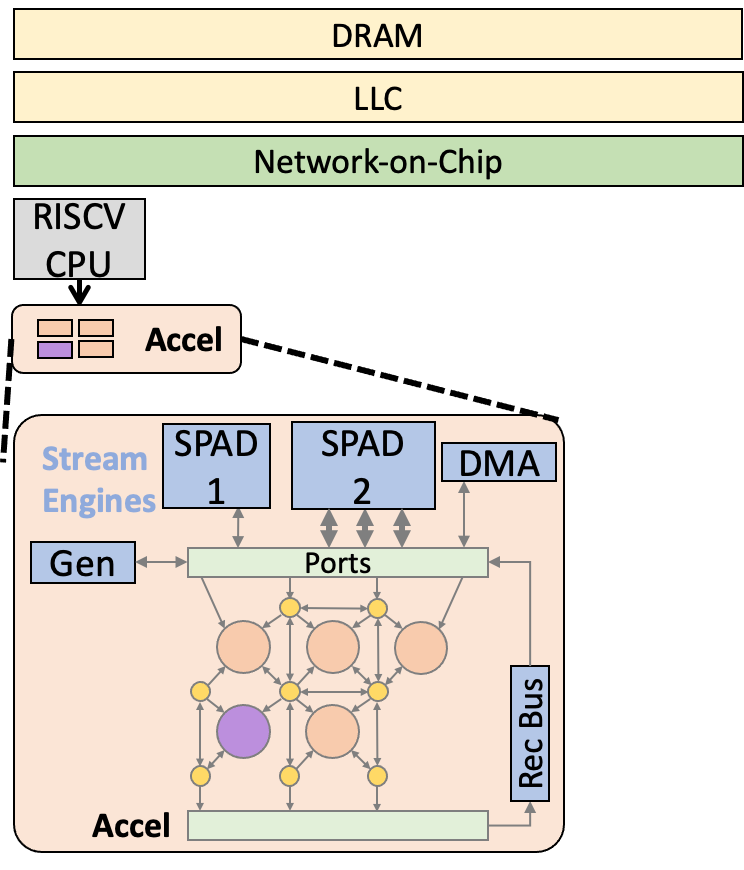 DRAM
LLC
Network-on-Chip
RISCV
CPU
Accel
Stream
Engines
SPAD
1
SPAD
2
DMA
Gen
Ports
Rec Bus
Accel